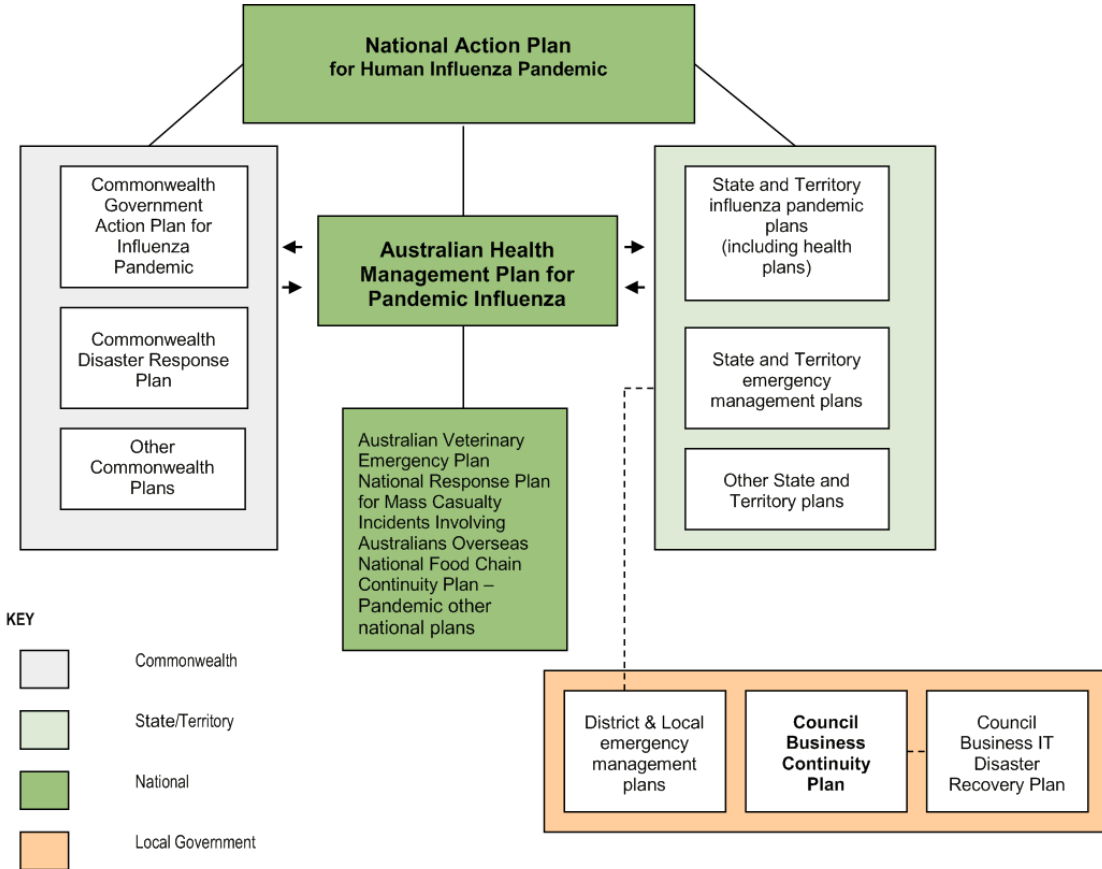 National Action Plan
for Human Influenza Pandemic
Commonwealth
Government
Action Plan for
Influenza
Pandemic
Commonwealth
Disaster Response
Plan
Other
Commonwealth
Plans
Australian Health
Management Plan for
Pandemic Influenza
Australian Veterinary
Emergency Plan
National Response Plan
for Mass Casualty
Incidents Involving
Australians Overseas
National Food Chain
Continuity Plan –
Pandemic other
national plans
State and Territory
influenza pandemic
plans
(including health
plans)
State and Territory
emergency
management plans
Other State and
Territory plans
KEY
Commonwealth
State/Territory
National
Local Government
District & Local
emergency
management
plans
Council
Business
Continuity
Plan
Council
Business IT
Disaster
Recovery Plan